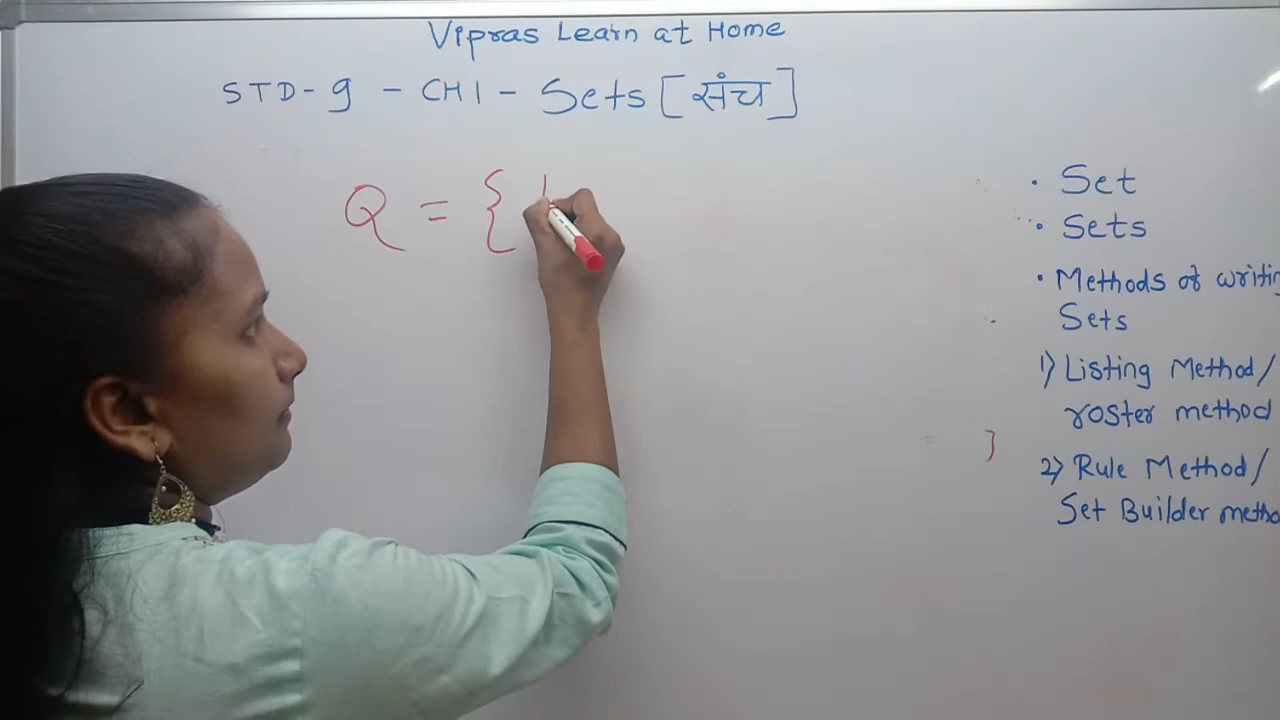 Vipras Learn at Home
STD-9 - CH1 - Sets [संच]
Q = {
• Set
• Sets
• Methods of writin
Sets
1) Listing Method/
roster method
2) Rule Method/
Set Builder metho